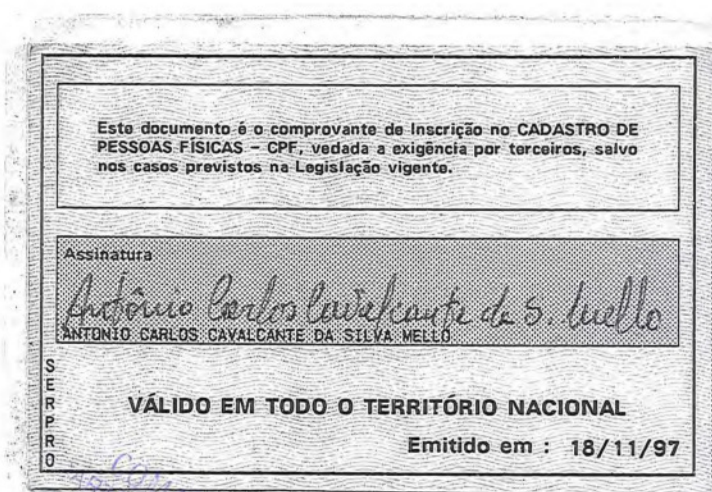 Este documento é o comprovante de Inscrição no CADASTRO DE
PESSOAS FÍSICAS – CPF, vedada a exigência por terceiros, salvo
nos casos previstos na Legislação vigente.
Assinatura
Antônio Carlos Cavalcante da S. Mello
ANTONIO CARLOS CAVALCANTE DA SILVA MELLO
SERPRO
VÁLIDO EM TODO O TERRITÓRIO NACIONAL
Emitido em : 18/11/97